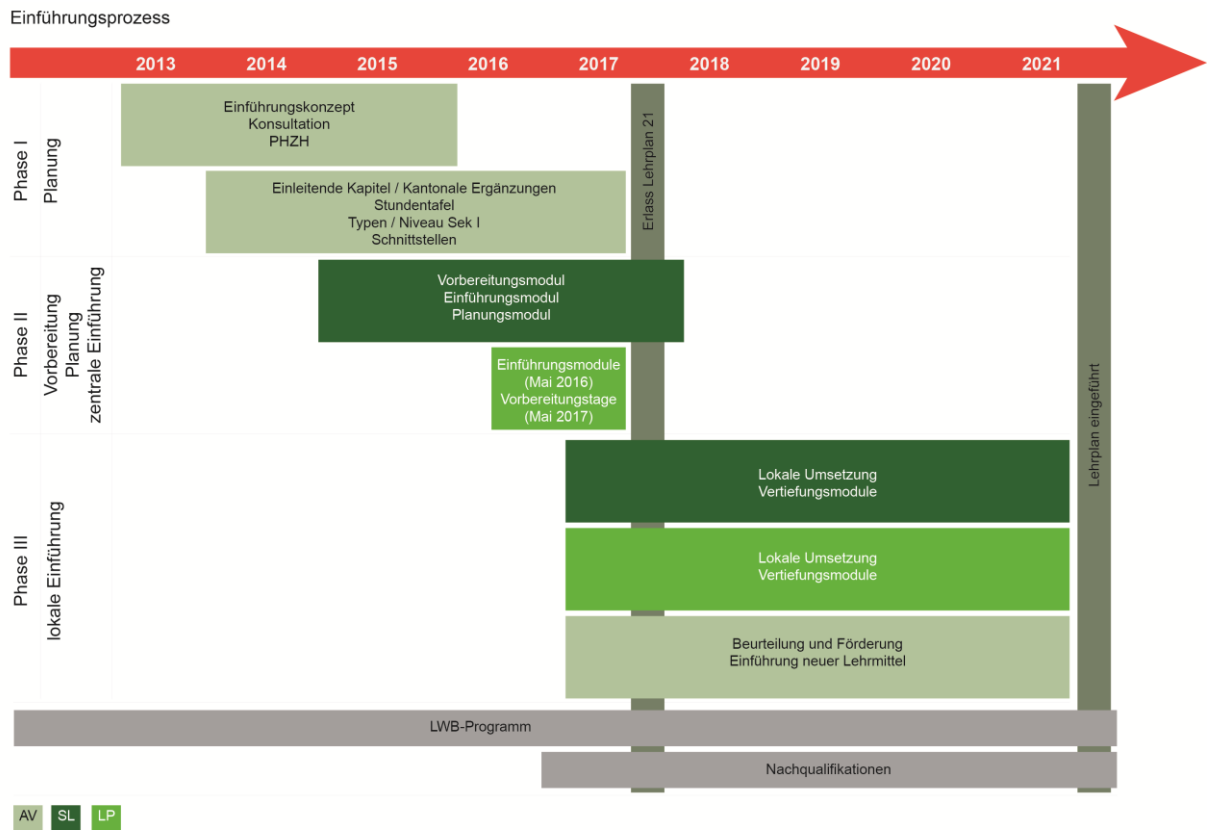 Einführungsprozess
2013 2014 2015 2016 2017 2018 2019 2020 2021
Phase I
Planung
Einführungskonzept
Konsultation
PHZH
Einleitende Kapitel / Kantonale Ergänzungen
Stundentafel
Typen / Niveau Sek I
Schnittstellen
Erlass Lehrplan 21
Phase II
Vorbereitung
Planung
zentrale Einführung
Vorbereitungsmodul
Einführungsmodul
Planungsmodul
Einführungsmodule
(Mai 2016)
Vorbereitungstage
(Mai 2017)
Lehrplan eingeführt
Phase III
lokale Einführung
Lokale Umsetzung
Vertiefungsmodule
Lokale Umsetzung
Vertiefungsmodule
Beurteilung und Förderung
Einführung neuer Lehrmittel
LWB-Programm
Nachqualifikationen
AV SL LP